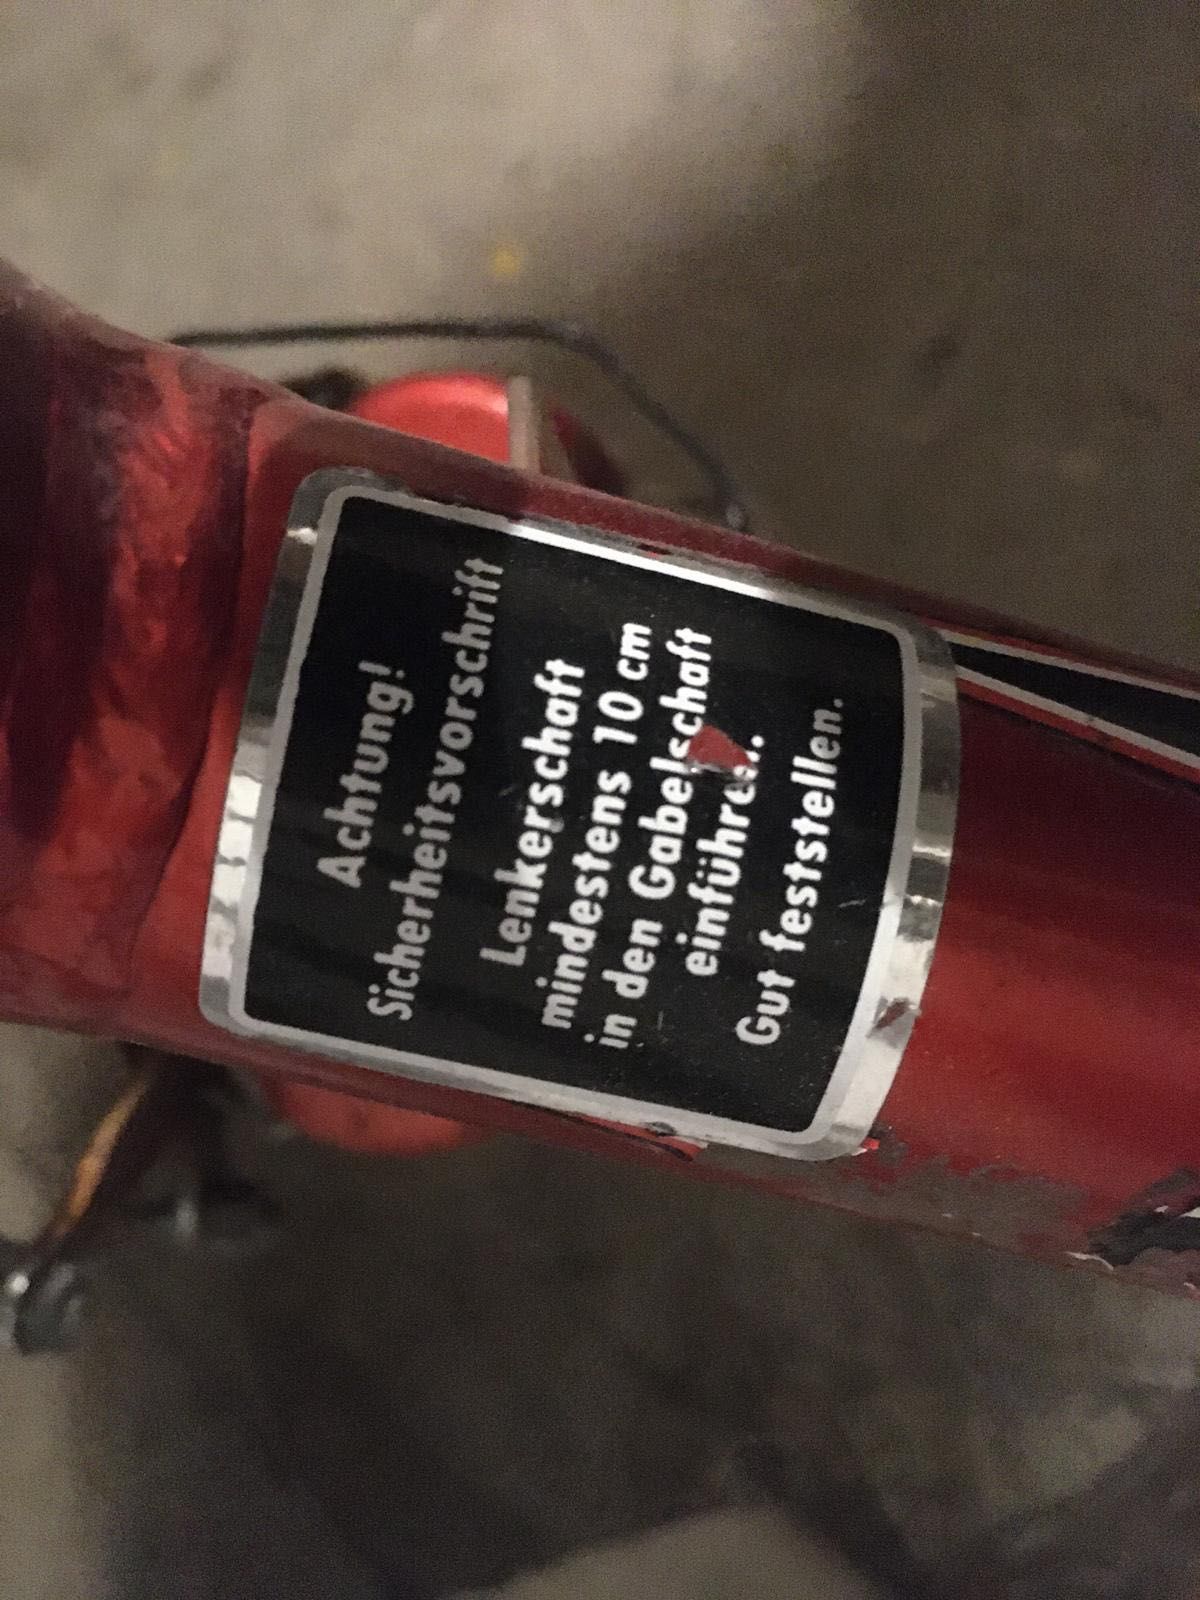 Achtung!
Sicherheitsvorschrift
Lenkerschaft
mindestens 10 cm
in den Gabelschaft
einführen.
Gut feststellen.